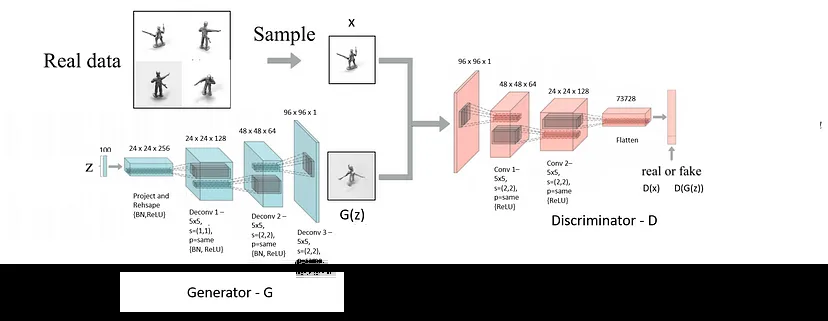 Real data
Sample
x
96 x 96 x 1
48 x 48 x 64
24 x 24 x 128
73728
Flatten
real or fake
D(x) D(G(z))
Conv 1–
5x5,
s=(2,2),
p=same
{ReLU}
Conv 2–
5x5,
s=(2,2),
p=same
{ReLU}
Discriminator - D
Z
100
24 x 24 x 256
24 x 24 x 128
48 x 48 x 64
96 x 96 x 1
G(z)
Project and
Rehsape
{BN,ReLU}
Deconv 1 –
5x5,
s=(1,1),
p=same
{BN, ReLU}
Deconv 2 –
5x5,
s=(2,2),
p=same
{BN, ReLU}
Deconv 3 –
5x5,
s=(2,2),
Generator - G